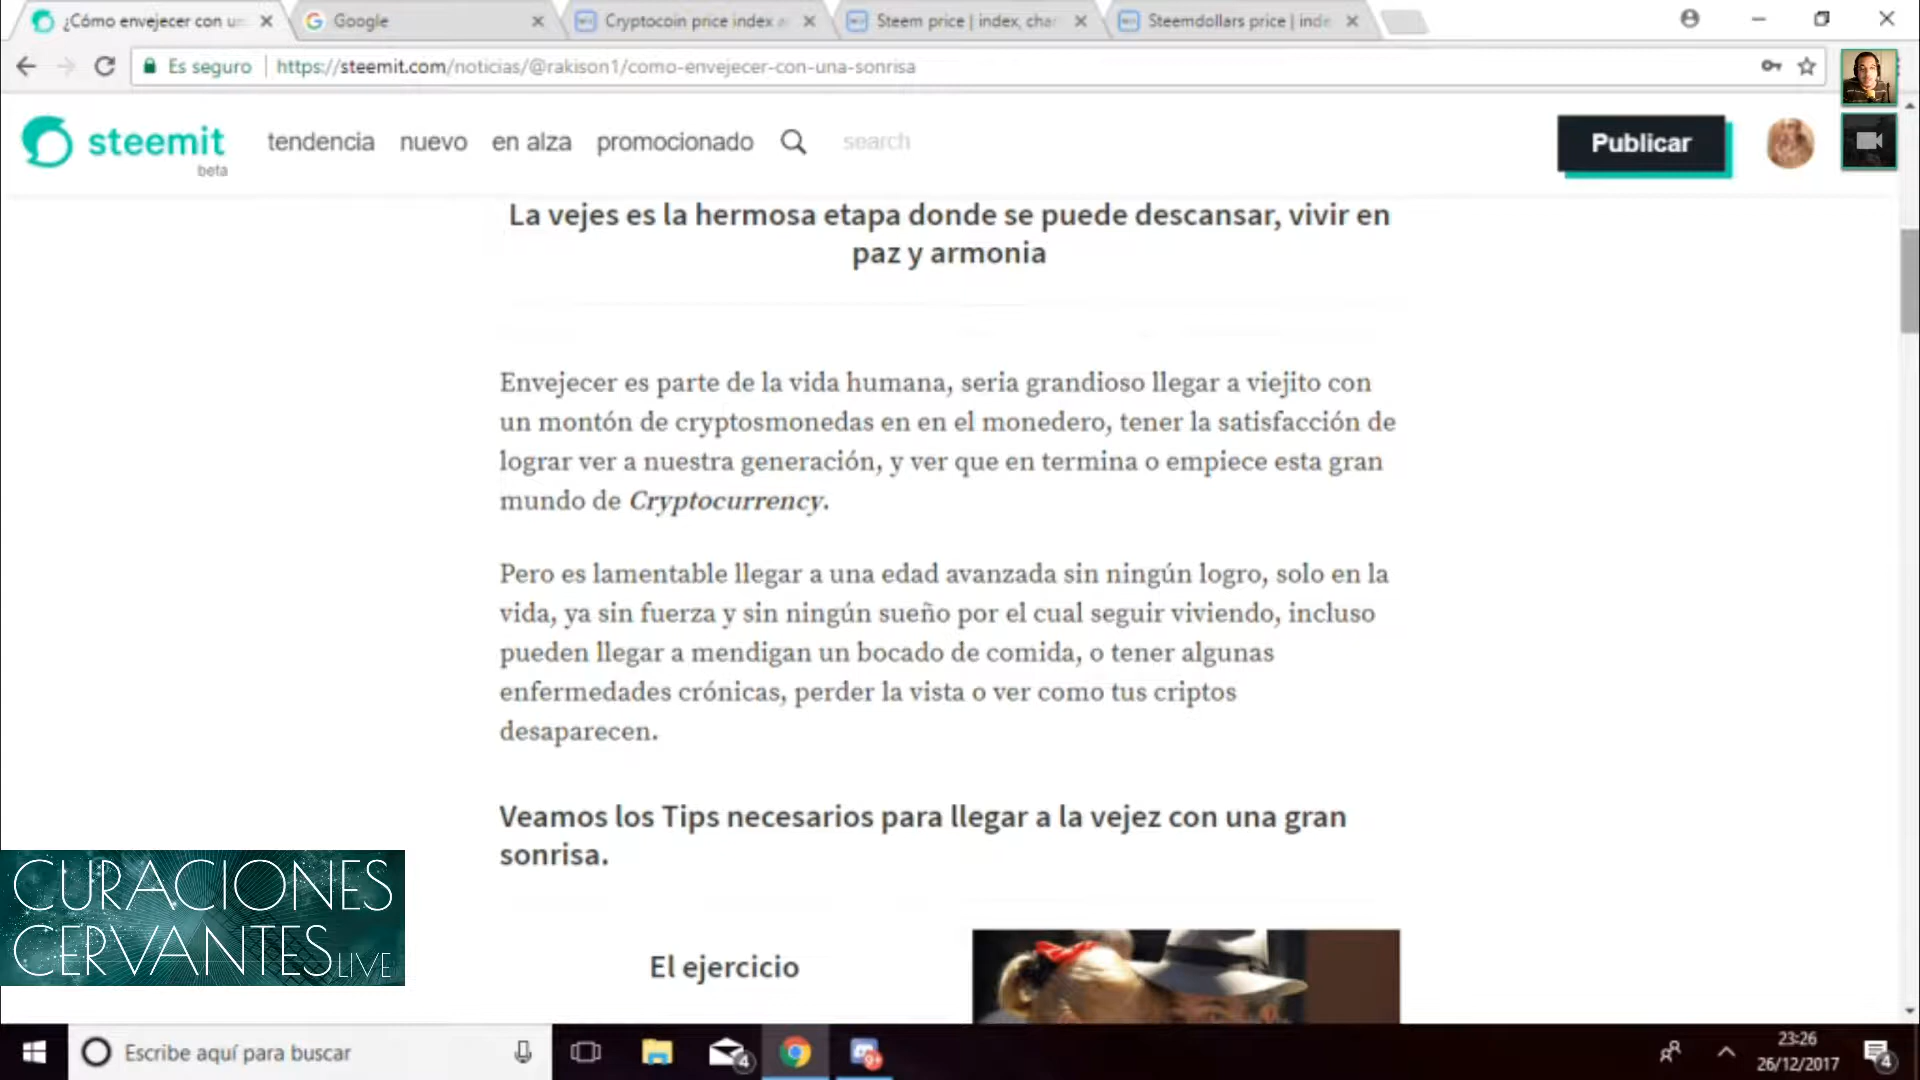 ¿Cómo envejecer con u
Google
Cryptocoin price index
Steem price | index, cha
Steemdollars price | inde
Es seguro
https://steemit.com/noticias/@rakison1/como-envejecer-con-una-sonrisa
steemit
beta
tendencia nuevo en alza promocionado search
Publicar
La vejes es la hermosa etapa donde se puede descansar, vivir en
paz y armonia
Envejecer es parte de la vida humana, seria grandioso llegar a viejito con
un montón de cryptosmonedas en en el monedero, tener la satisfacción de
lograr ver a nuestra generación, y ver que en termina o empiece esta gran
mundo de Cryptocurrency.
Pero es lamentable llegar a una edad avanzada sin ningún logro, solo en la
vida, ya sin fuerza y sin ningún sueño por el cual seguir viviendo, incluso
pueden llegar a mendigan un bocado de comida, o tener algunas
enfermedades crónicas, perder la vista o ver como tus criptos
desaparecen.
Veamos los Tips necesarios para llegar a la vejez con una gran
sonrisa.
El ejercicio
CURACIONES
CERVANTES LIVE
Escribe aquí para buscar
4
9+
23:26
26/12/2017
4